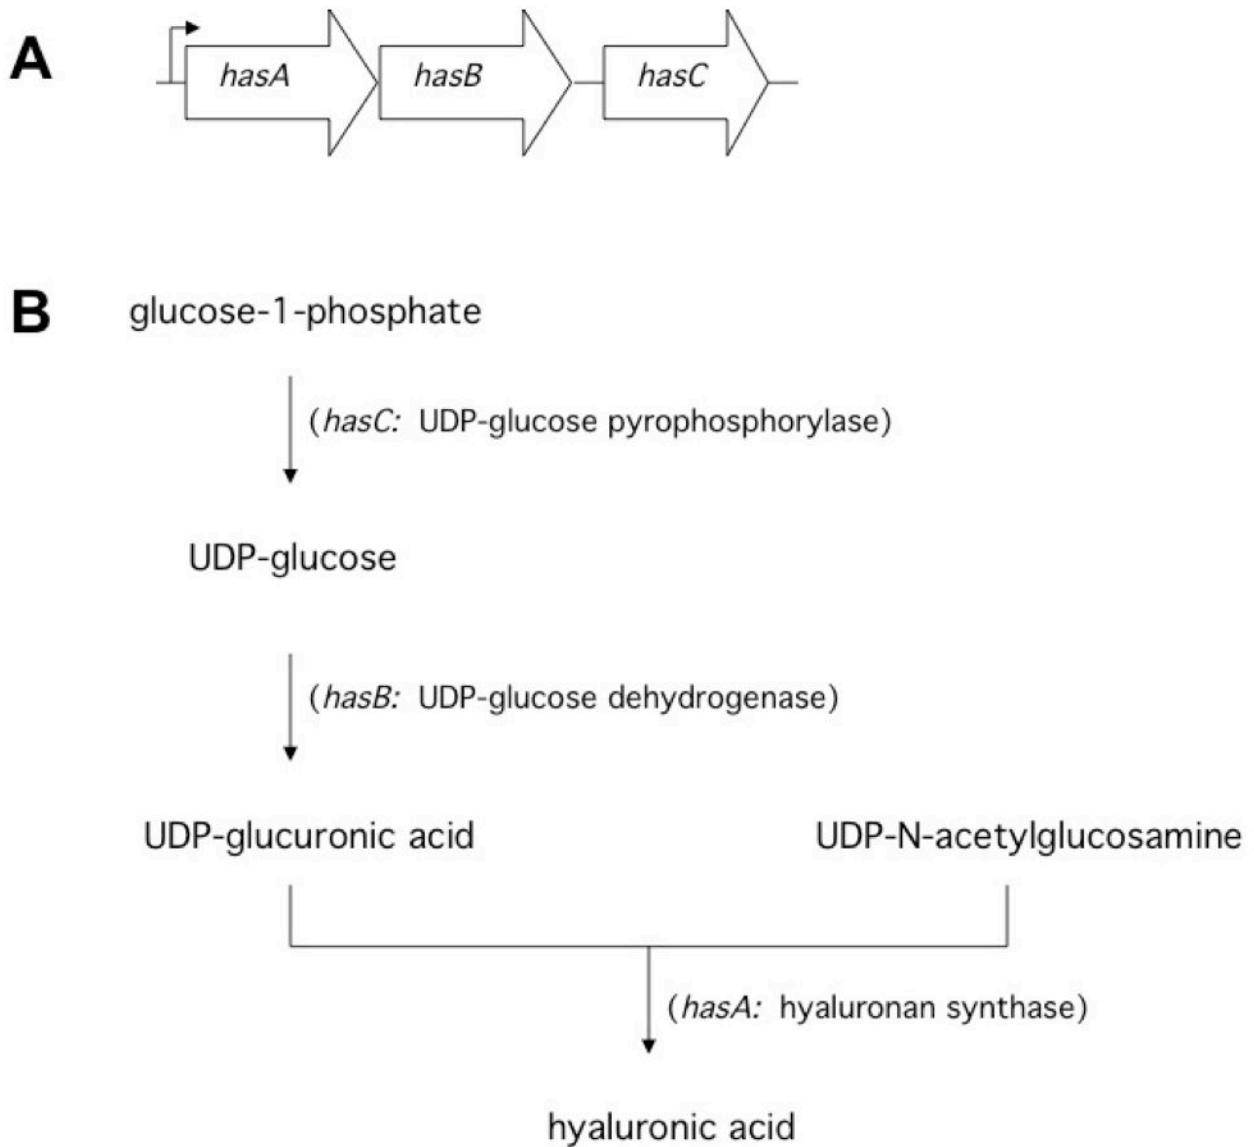 A
hasA hasB hasC
B
glucose-1-phosphate
(hasC: UDP-glucose pyrophosphorylase)
UDP-glucose
(hasB: UDP-glucose dehydrogenase)
UDP-glucuronic acid UDP-N-acetylglucosamine
(hasA: hyaluronan synthase)
hyaluronic acid